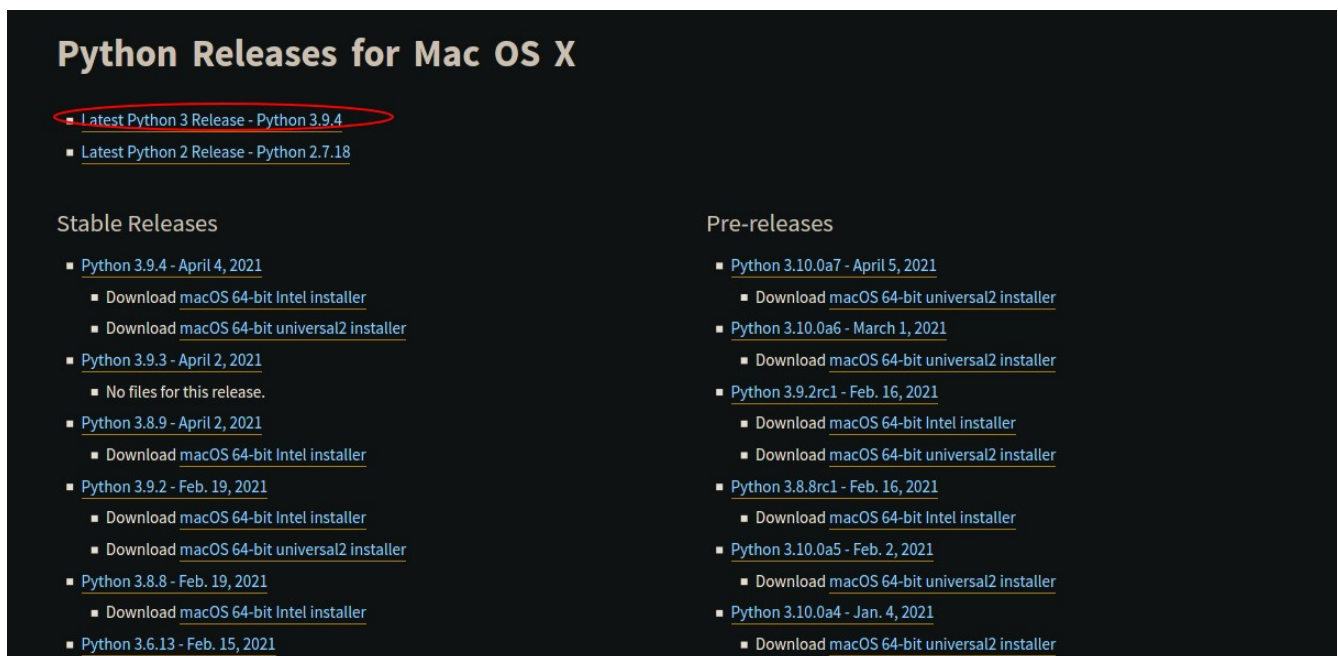 Python Releases for Mac OS X
Latest Python 3 Release - Python 3.9.4
Latest Python 2 Release - Python 2.7.18
Stable Releases
Python 3.9.4 - April 4, 2021
Download macOS 64-bit Intel installer
Download macOS 64-bit universal2 installer
Python 3.9.3 - April 2, 2021
No files for this release.
Python 3.8.9 - April 2, 2021
Download macOS 64-bit Intel installer
Python 3.9.2 - Feb. 19, 2021
Download macOS 64-bit Intel installer
Download macOS 64-bit universal2 installer
Python 3.8.8 - Feb. 19, 2021
Download macOS 64-bit Intel installer
Python 3.6.13 - Feb. 15, 2021
Pre-releases
Python 3.10.0a7 - April 5, 2021
Download macOS 64-bit universal2 installer
Python 3.10.0a6 - March 1, 2021
Download macOS 64-bit universal2 installer
Python 3.9.2rc1 - Feb. 16, 2021
Download macOS 64-bit Intel installer
Download macOS 64-bit universal2 installer
Python 3.8.8rc1 - Feb. 16, 2021
Download macOS 64-bit Intel installer
Python 3.10.0a5 - Feb. 2, 2021
Download macOS 64-bit universal2 installer
Python 3.10.0a4 - Jan. 4, 2021
Download macOS 64-bit universal2 installer